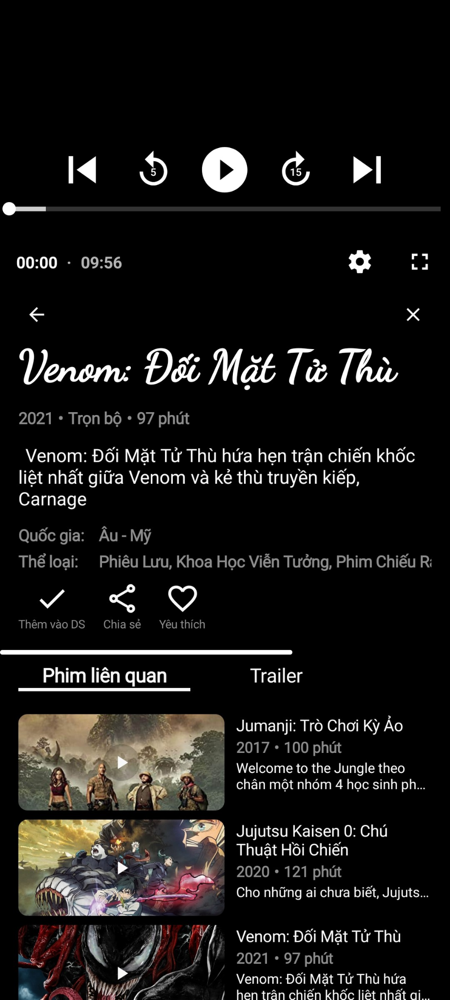 5
15
00:00 · 09:56
Venom: Đối Mặt Tử Thù
2021 • Trọn bộ • 97 phút
Venom: Đối Mặt Tử Thù hứa hẹn trận chiến khốc
liệt nhất giữa Venom và kẻ thù truyền kiếp,
Carnage
Quốc gia: Âu - Mỹ
Thể loại: Phiêu Lưu, Khoa Học Viễn Tưởng, Phim Chiếu Rạ
Thêm vào DS Chia sẻ Yêu thích
Phim liên quan Trailer
Jumanji: Trò Chơi Kỳ Ảo
2017 • 100 phút
Welcome to the Jungle theo
chân một nhóm 4 học sinh ph...
Jujutsu Kaisen 0: Chú
Thuật Hồi Chiến
2020 • 121 phút
Cho những ai chưa biết, Jujuts...
Venom: Đối Mặt Tử Thù
2021 • 97 phút
Venom: Đối Mặt Tử Thù hứa
hẹn trận chiến khốc liệt nhất gi...